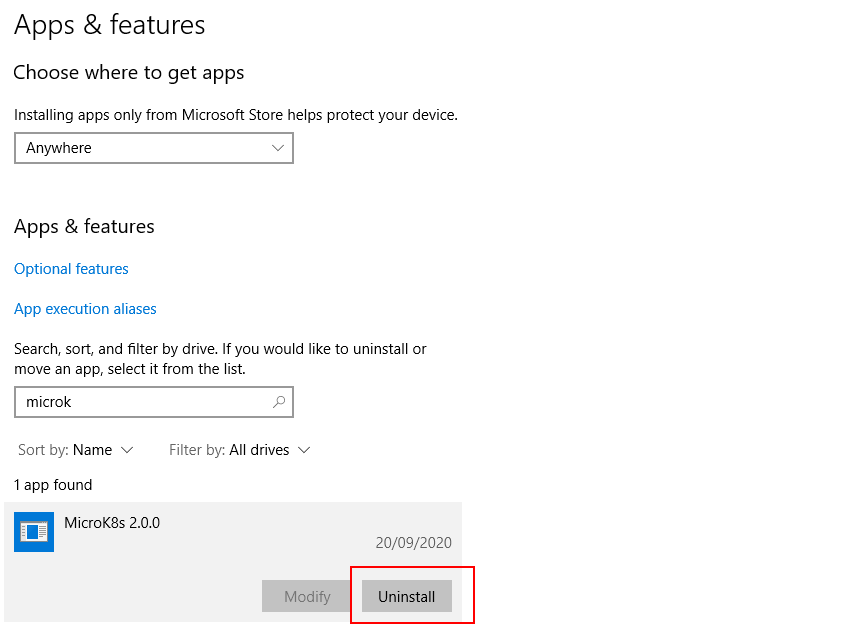 Apps & features
Choose where to get apps
Installing apps only from Microsoft Store helps protect your device.
Anywhere
Apps & features
Optional features
App execution aliases
Search, sort, and filter by drive. If you would like to uninstall or
move an app, select it from the list.
microk
Sort by: Name Filter by: All drives
1 app found
MicroK8s 2.0.0
20/09/2020
Modify Uninstall